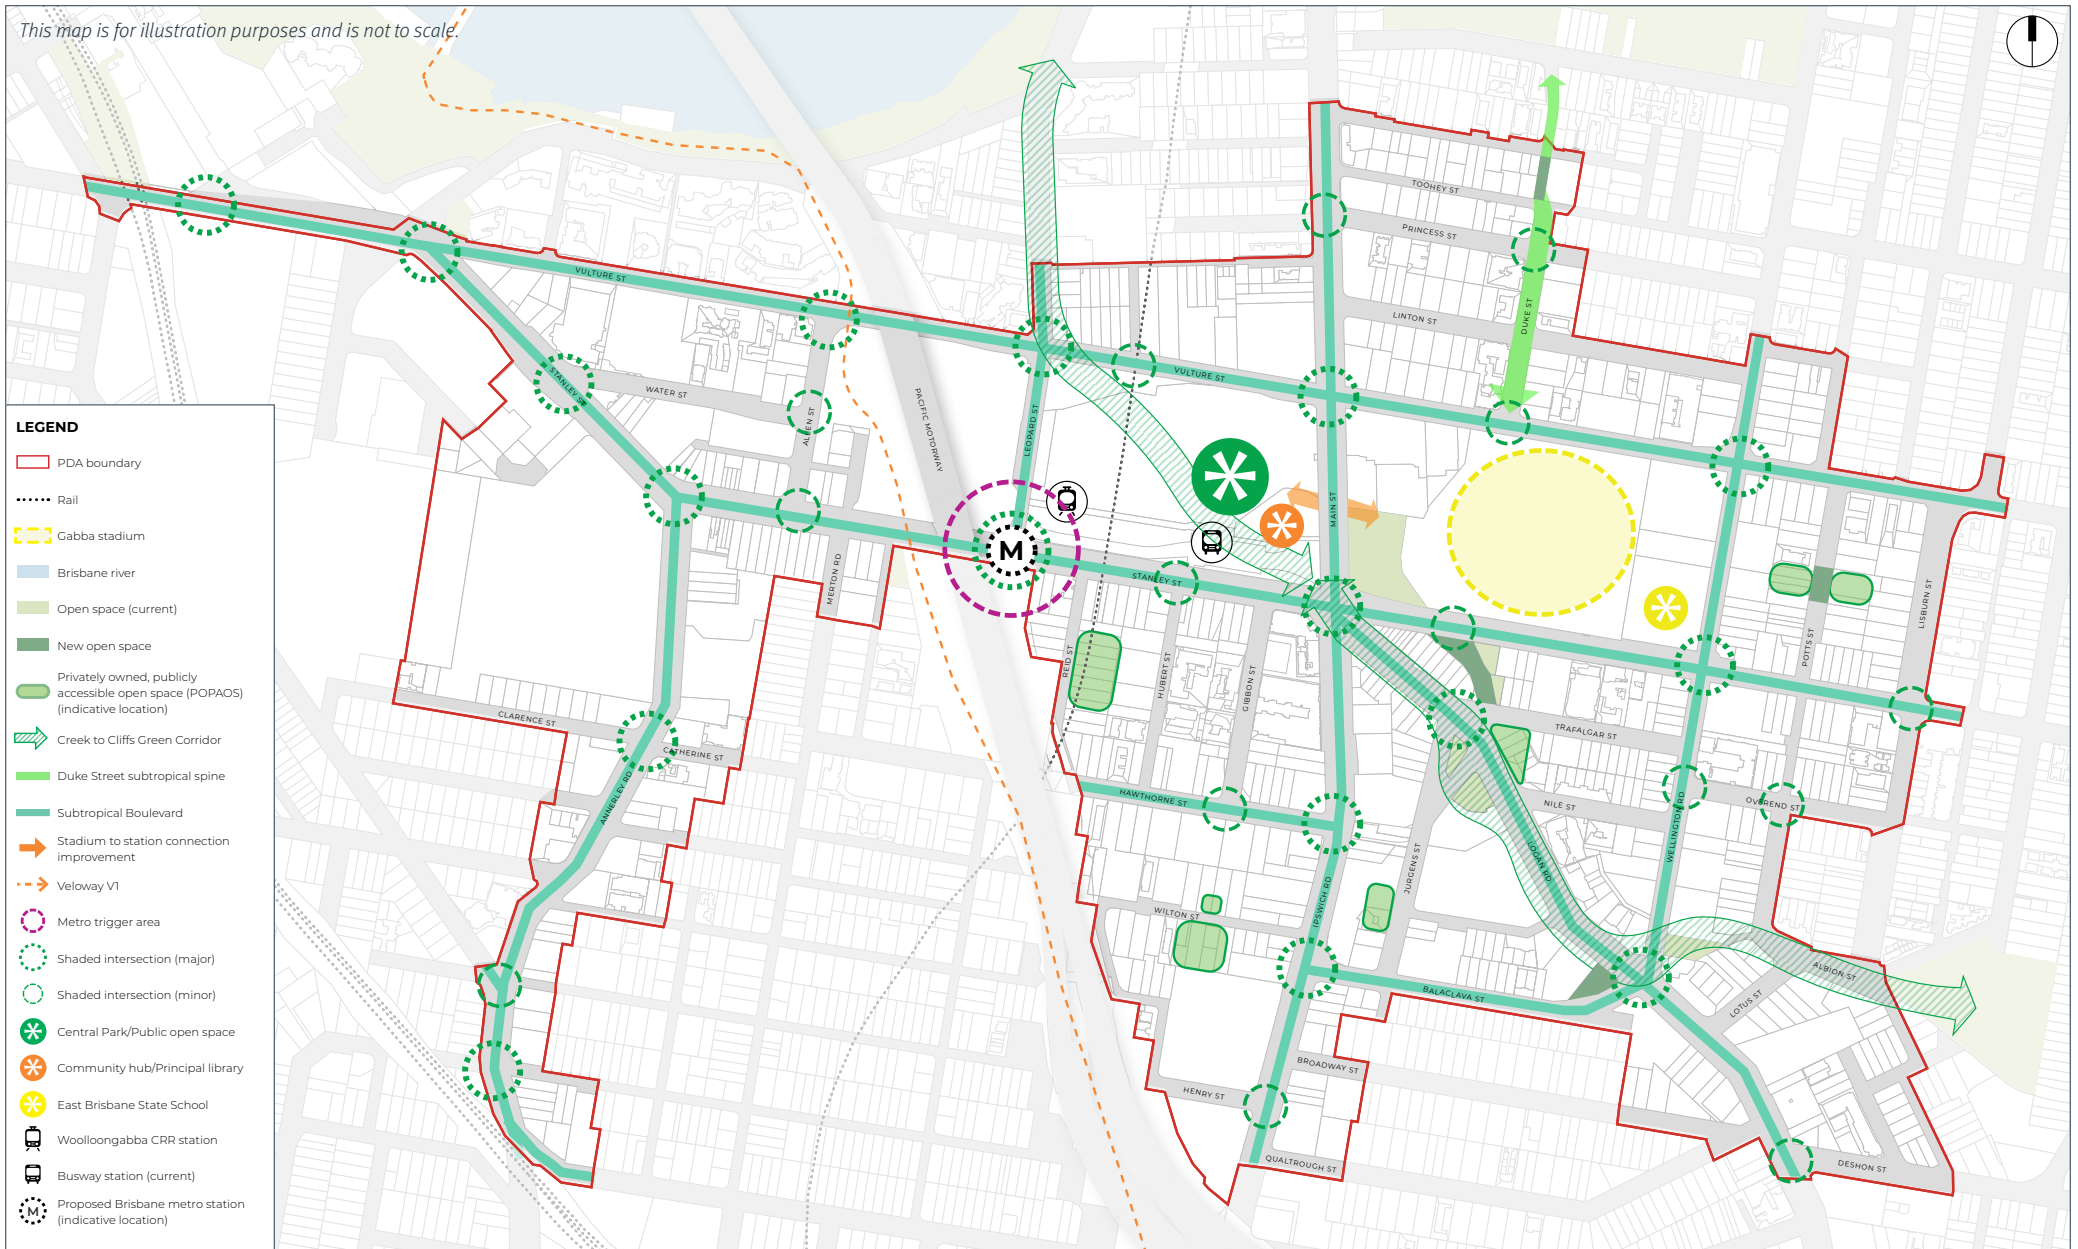 This map is for illustration purposes and is not to scale.
TOOHEY ST
PRINCESS ST
VULTURE ST
DUKE ST
LINTON ST
VULTURE ST
STANLEY ST
WATER ST
ALLEN ST
PACIFIC MOTORWAY
LEOPARD ST
MAIN ST
M
STANLEY ST
MERTON RD
LISBURN ST
REID ST
HUBERT ST
GIBBON ST
POTTS ST
CLARENCE ST
CATHERINE ST
TRAFALGAR ST
ANNERLEY RD
HAWTHORNE ST
NILE ST
OVEREND ST
WELLINGTON RD
LOGAN RD
JURGENS ST
IPSWICH RD
WILTON ST
ALBION ST
LOTUS ST
BALACLAVA ST
BROADWAY ST
HENRY ST
QUALTROUGH ST
DESHON ST
LEGEND
PDA boundary
Rail
Gabba stadium
Brisbane river
Open space (current)
New open space
Privately owned, publicly
accessible open space (POPAOS)
(indicative location)
Creek to Cliffs Green Corridor
Duke Street subtropical spine
Subtropical Boulevard
Stadium to station connection
improvement
Veloway V1
Metro trigger area
Shaded intersection (major)
Shaded intersection (minor)
Central Park/Public open space
Community hub/Principal library
East Brisbane State School
Woolloongabba CRR station
Busway station (current)
M
Proposed Brisbane metro station
(indicative location)